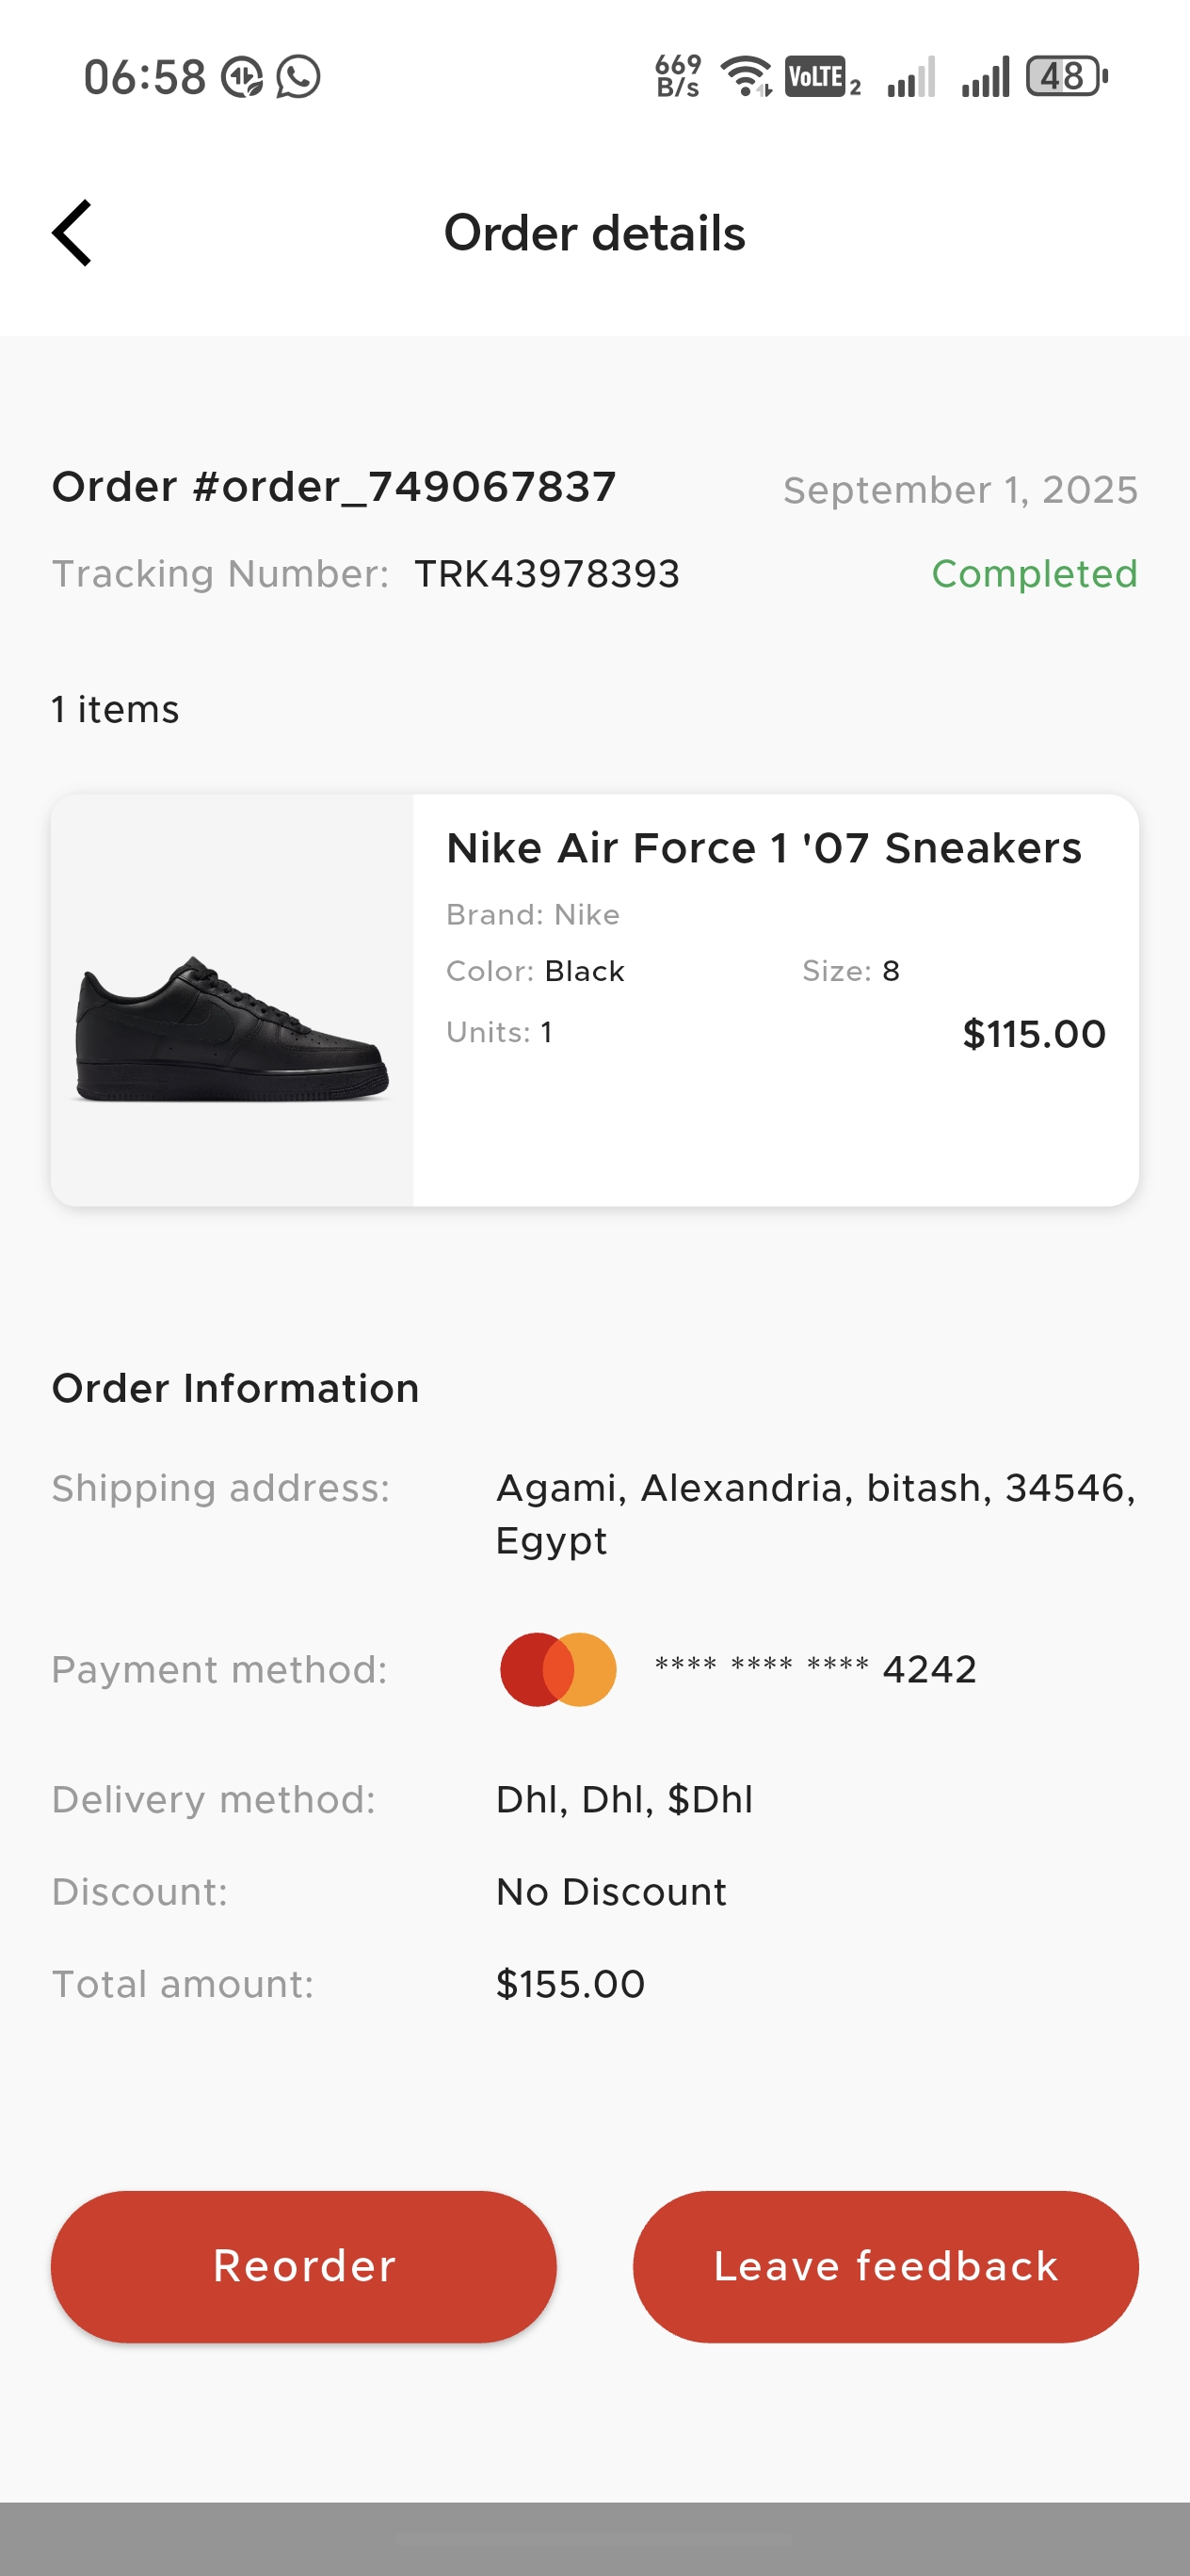 06:58
669 B/s VoLTE 2 48
Order details
Order #order_749067837 September 1, 2025
Tracking Number: TRK43978393 Completed
1 items
Nike Air Force 1 '07 Sneakers
Brand: Nike
Color: Black Size: 8
Units: 1 $115.00
Order Information
Shipping address: Agami, Alexandria, bitash, 34546,
Egypt
Payment method: **** **** **** 4242
Delivery method: Dhl, Dhl, $Dhl
Discount: No Discount
Total amount: $155.00
Reorder Leave feedback